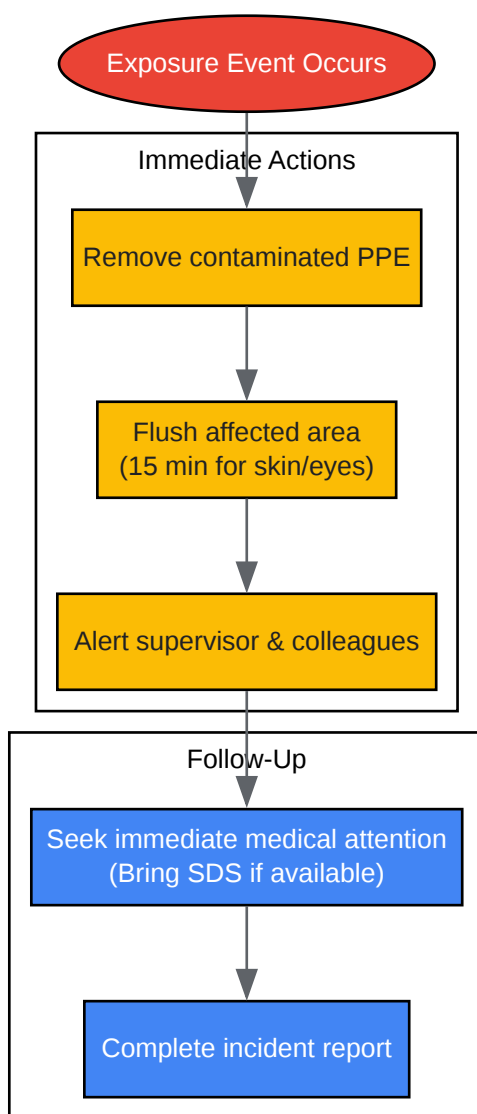 Exposure Event Occurs
Immediate Actions
Remove contaminated PPE
Flush affected area
(15 min for skin/eyes)
Alert supervisor & colleagues
Follow-Up
Seek immediate medical attention
(Bring SDS if available)
Complete incident report